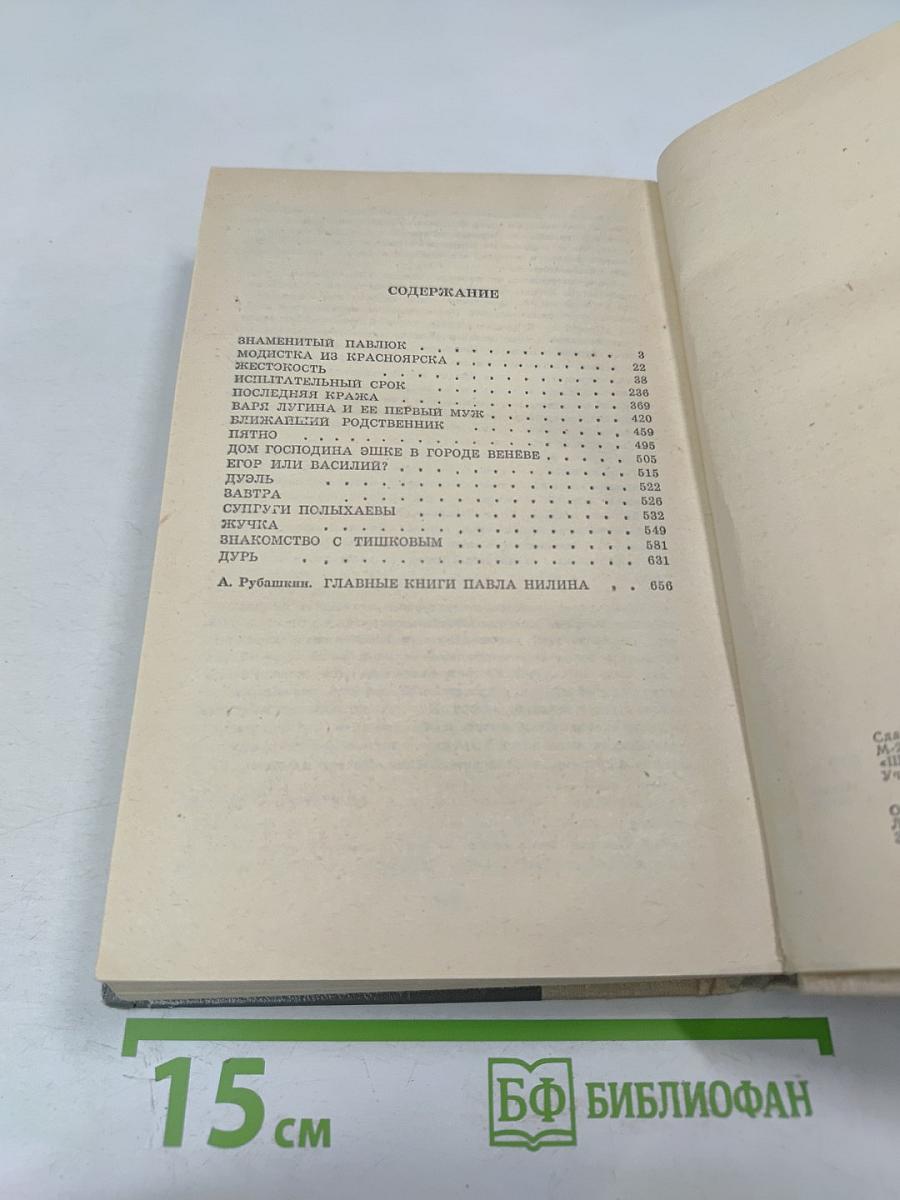 СОДЕРЖАНИЕ
ЗНАМЕНИТЫЙ ПАВЛЮК . . . . . . . . . . . 3
МОДИСТКА ИЗ КРАСНОЯРСКА . . . . . . . . . 22
ЖЕСТОКОСТЬ . . . . . . . . . . . 38
ИСПЫТАТЕЛЬНЫЙ СРОК . . . . . . . . . 236
ПОСЛЕДНЯЯ КРАЖА . . . . . . . . . . 369
ВАРЯ ЛУГИНА И ЕЕ ПЕРВЫЙ МУЖ . . . . . . . 420
БЛИЖАЙШИЙ РОДСТВЕННИК . . . . . . . . 459
ПЯТНО . . . . . . . . . . . . . 495
ДОМ ГОСПОДИНА ЭШКЕ В ГОРОДЕ ВЕНЁВЕ . . . . . 505
ЕГОР ИЛИ ВАСИЛИЙ? . . . . . . . . . . 515
ДУЭЛЬ . . . . . . . . . . . . . 522
ЗАВТРА . . . . . . . . . . . . 526
СУПРУГИ ПОЛЫХАЕВЫ . . . . . . . . . . 532
ЖУЧКА . . . . . . . . . . . . . 549
ЗНАКОМСТВО С ТИШКОВЫМ . . . . . . . . . 581
ДУРЬ . . . . . . . . . . . . . 631
А. Рубашкин. ГЛАВНЫЕ КНИГИ ПАВЛА НИЛИНА . . 656
15 см
БФ БИБЛИОФАН